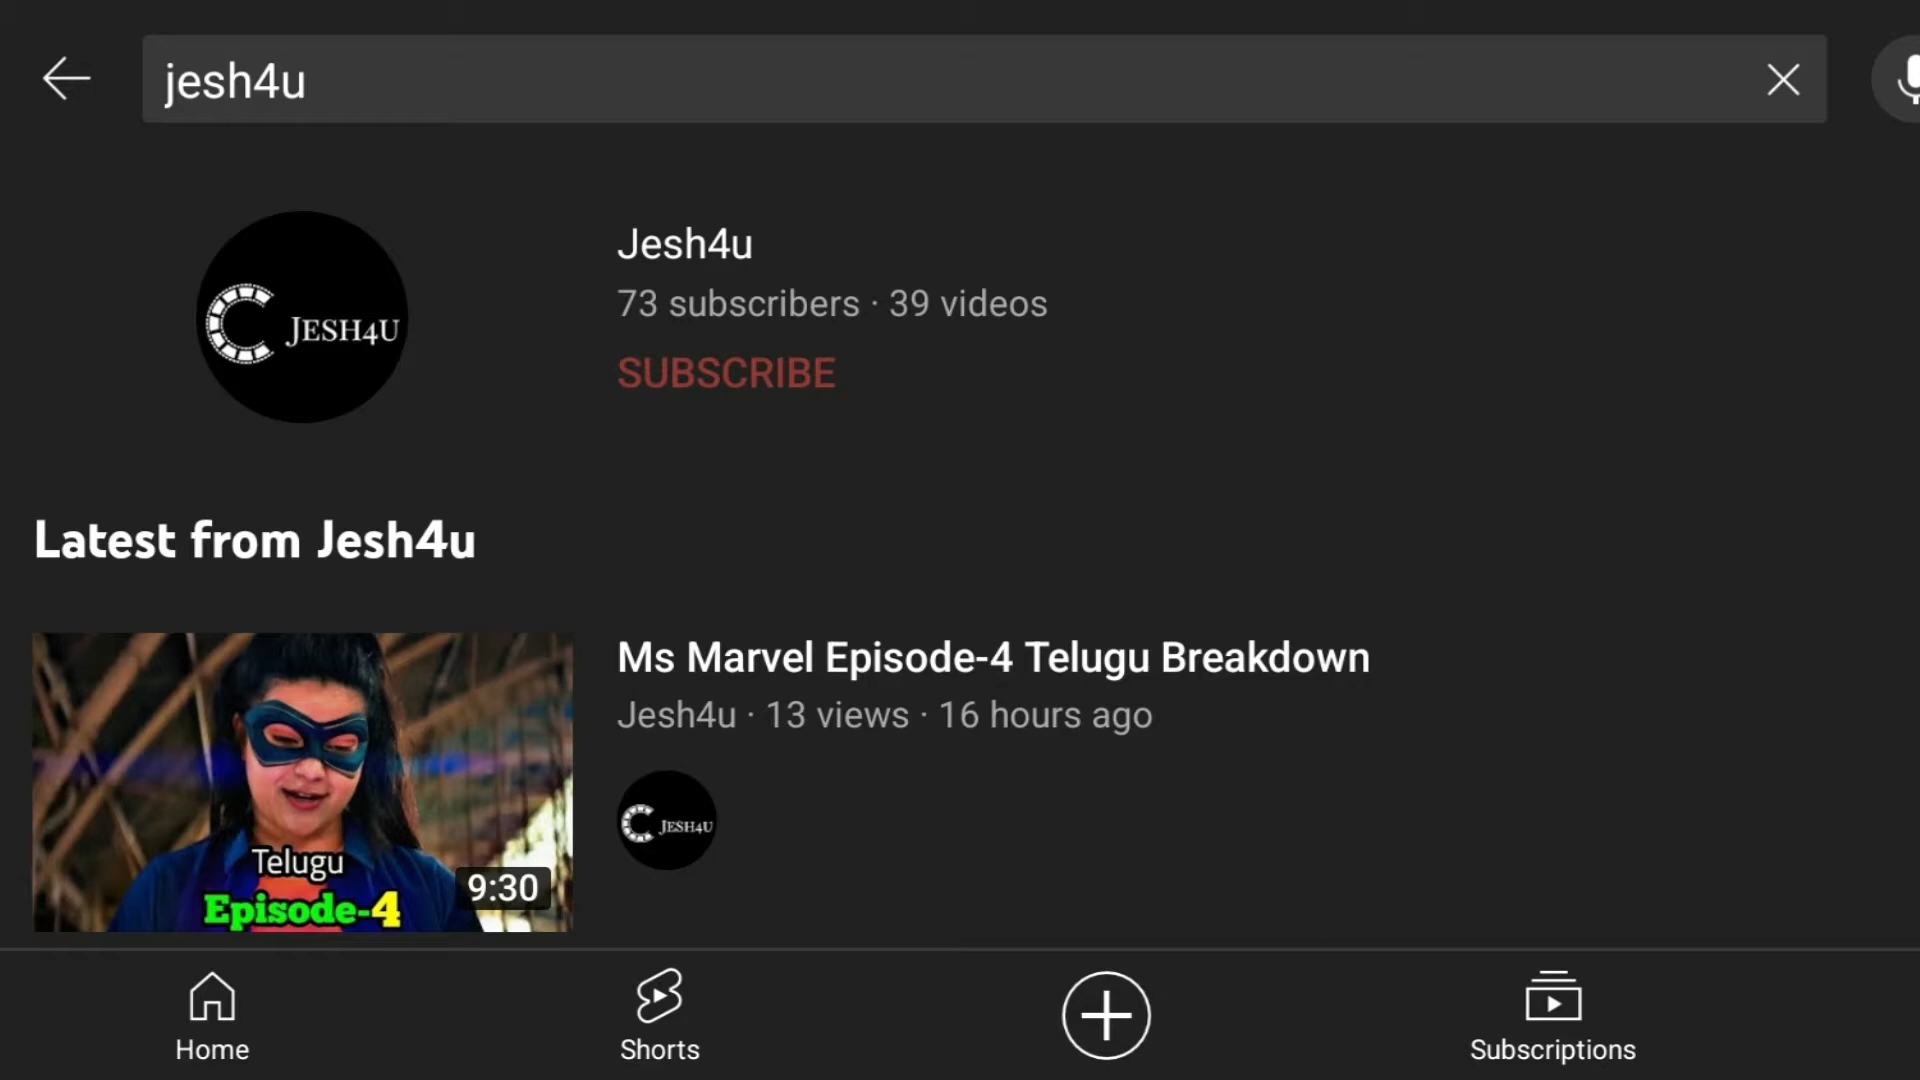 jesh4u
Jesh4u
73 subscribers · 39 videos
SUBSCRIBE
JESH4U
Latest from Jesh4u
Ms Marvel Episode-4 Telugu Breakdown
Jesh4u · 13 views · 16 hours ago
JESH4U
Telugu
Episode-4
9:30
Home
Shorts
Subscriptions